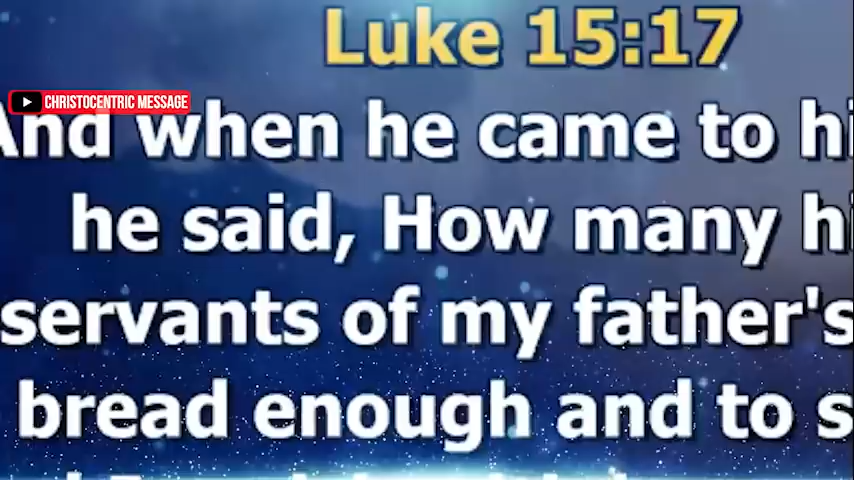 Luke 15:17
CHRISTOCENTRIC MESSAGE
And when he came to hi
he said, How many hi
servants of my father's
bread enough and to s